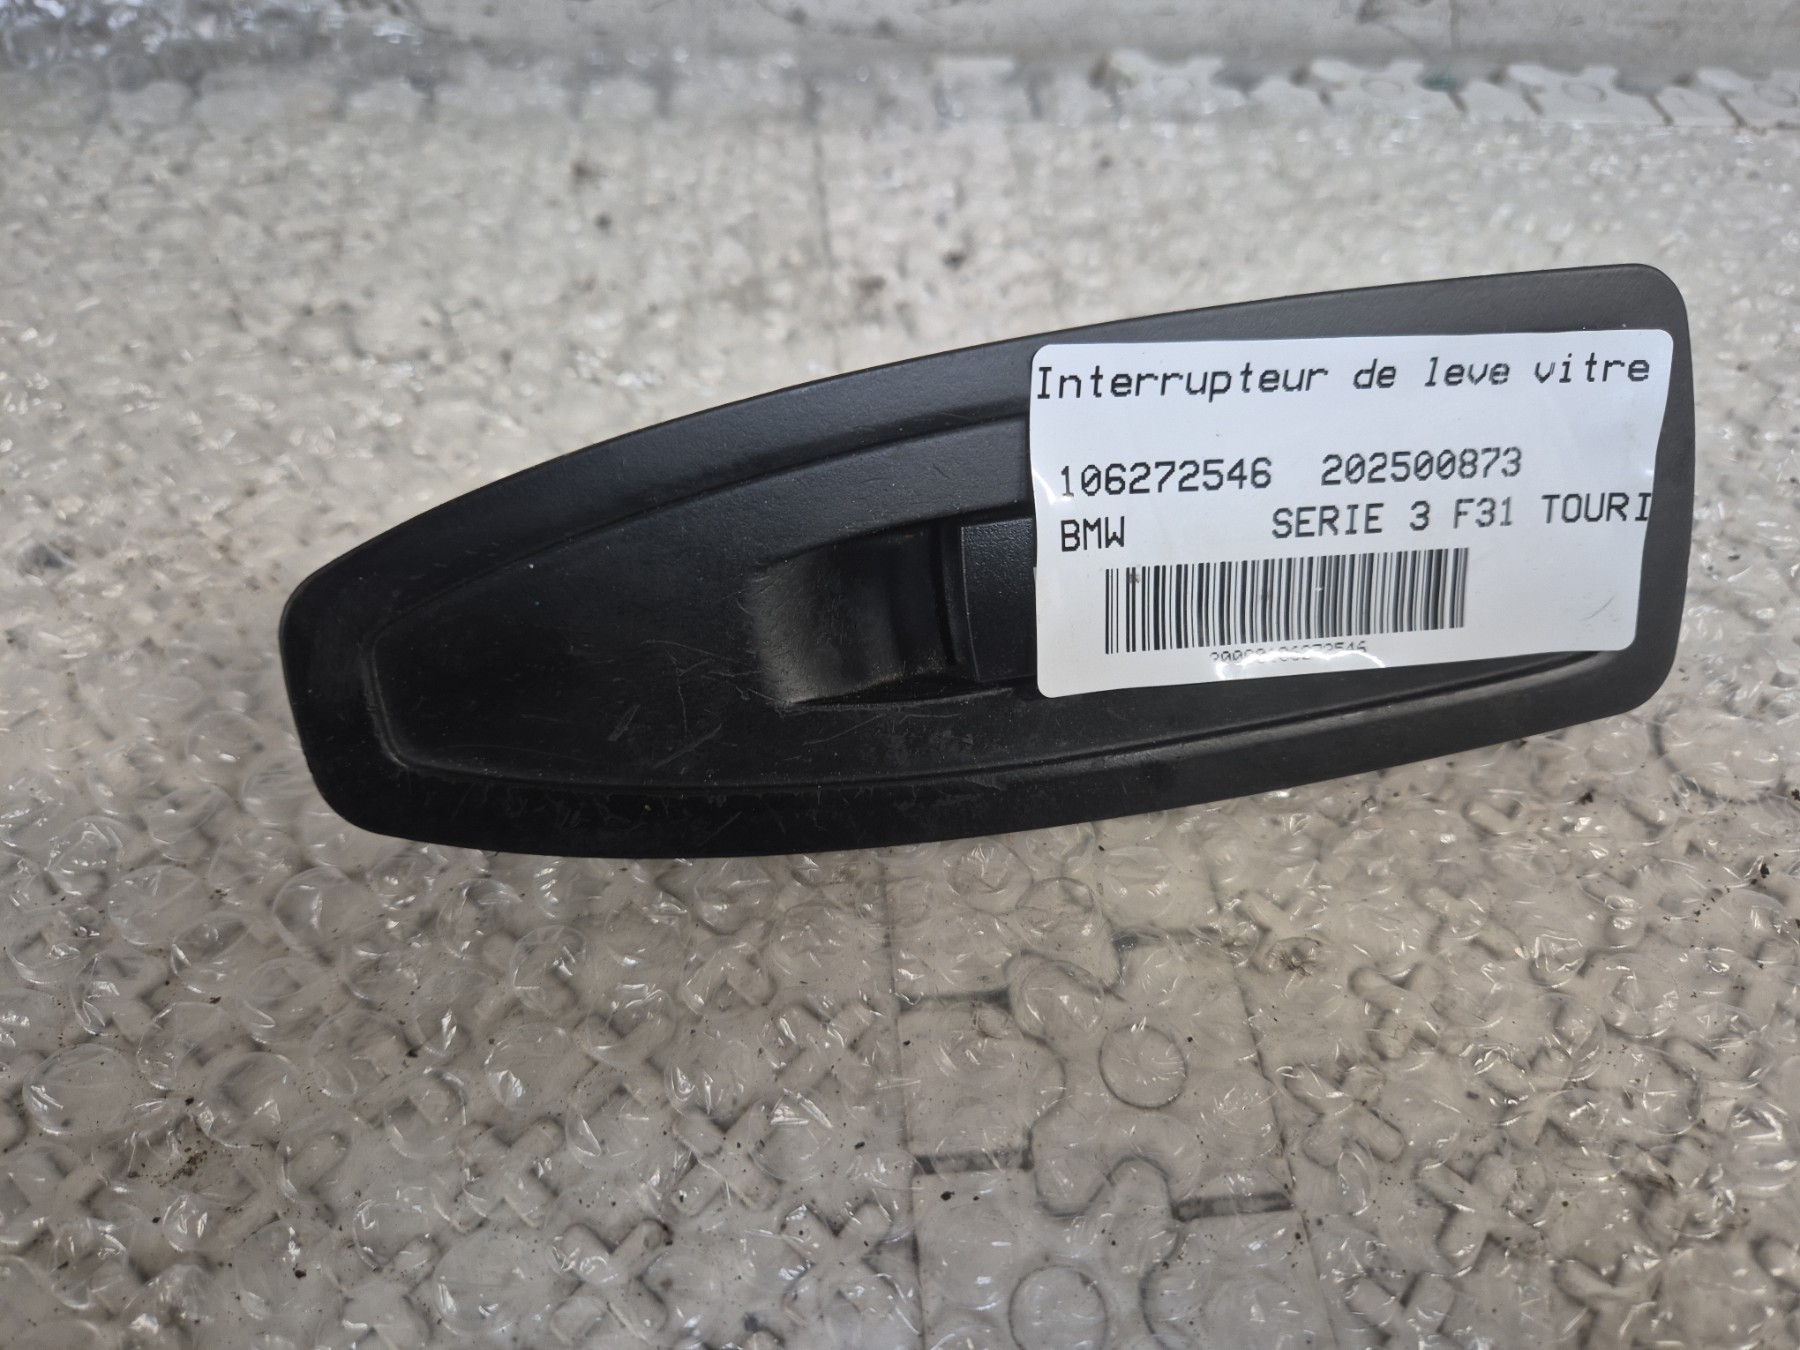 Interrupteur de leve vitre
106272546 202500873
BMW SERIE 3 F31 TOURI